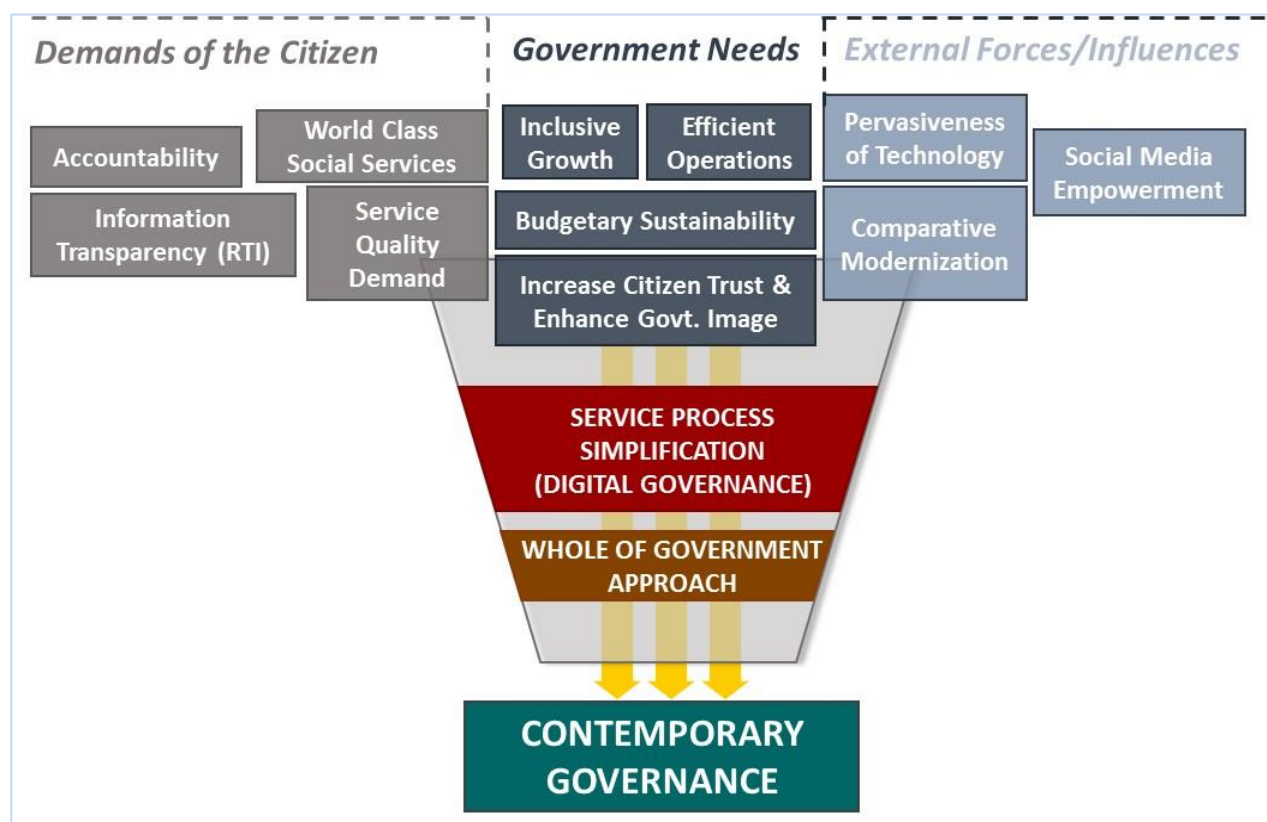 Demands of the Citizen
Government Needs
External Forces/Influences
Accountability
World Class
Social Services
Information
Transparency (RTI)
Service
Quality
Demand
Inclusive
Growth
Efficient
Operations
Budgetary Sustainability
Increase Citizen Trust &
Enhance Govt. Image
Pervasiveness
of Technology
Social Media
Empowerment
Comparative
Modernization
SERVICE PROCESS
SIMPLIFICATION
(DIGITAL GOVERNANCE)
WHOLE OF GOVERNMENT
APPROACH
CONTEMPORARY
GOVERNANCE